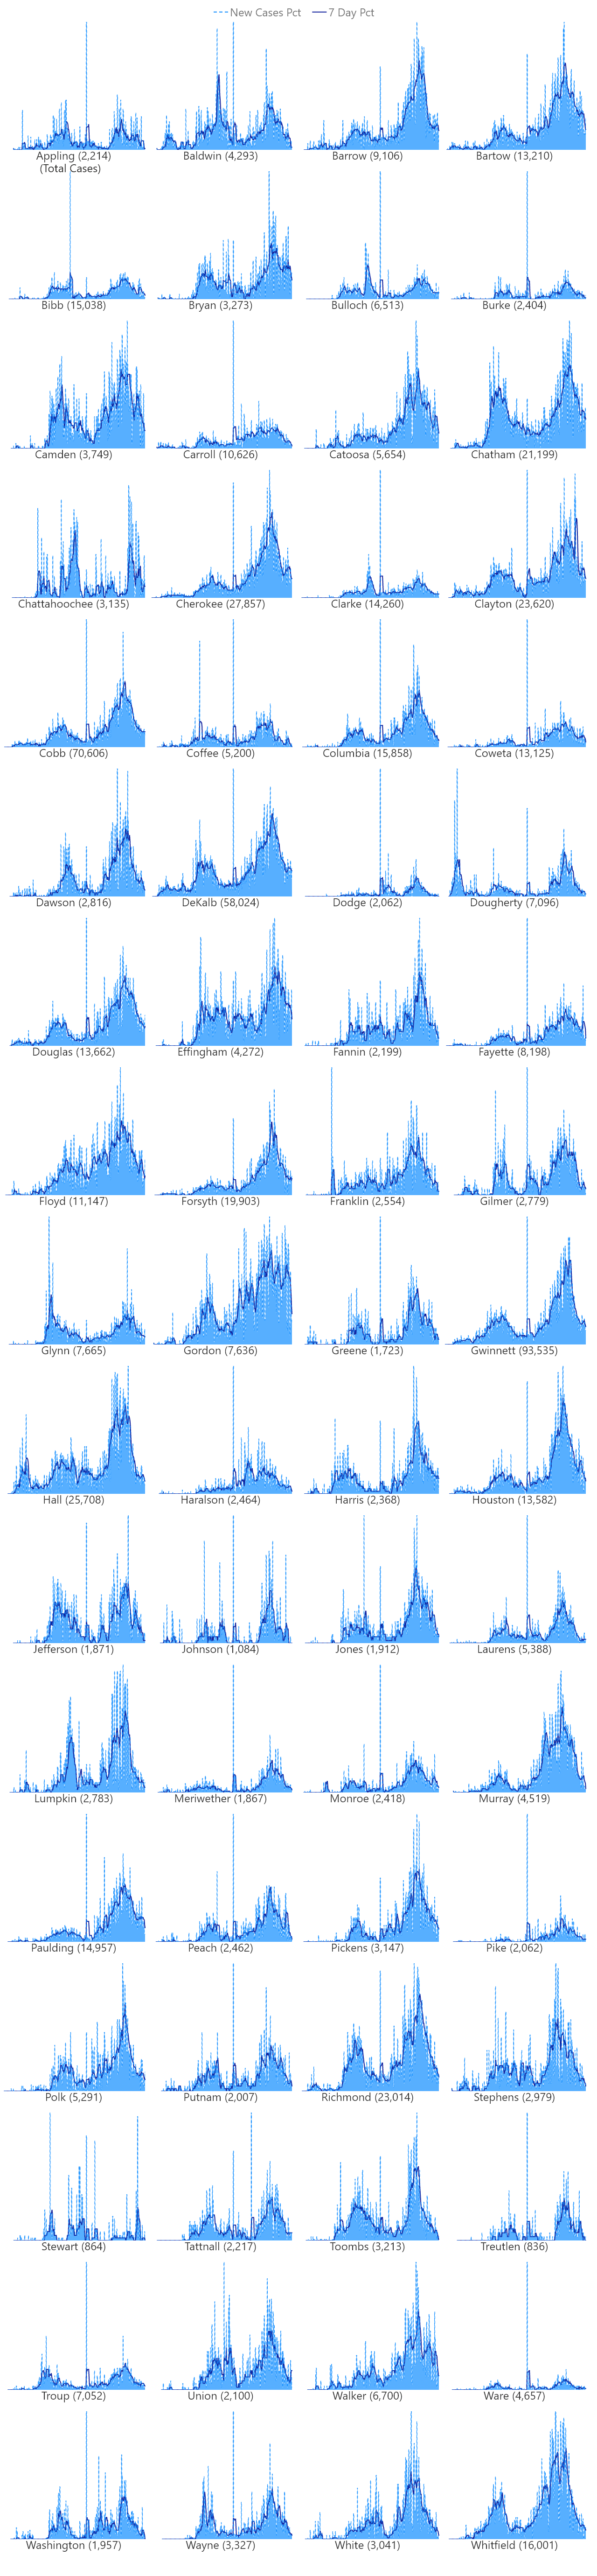 New Cases Pct 7 Day Pct
Appling (2,214) Baldwin (4,293) Barrow (9,106) Bartow (13,210)
(Total Cases)
Bibb (15,038) Bryan (3,273) Bulloch (6,513) Burke (2,404)
Camden (3,749) Carroll (10,626) Catoosa (5,654) Chatham (21,199)
Chattahoochee (3,135) Cherokee (27,857) Clarke (14,260) Clayton (23,620)
Cobb (70,606) Coffee (5,200) Columbia (15,858) Coweta (13,125)
Dawson (2,816) DeKalb (58,024) Dodge (2,062) Dougherty (7,096)
Douglas (13,662) Effingham (4,272) Fannin (2,199) Fayette (8,198)
Floyd (11,147) Forsyth (19,903) Franklin (2,554) Gilmer (2,779)
Glynn (7,665) Gordon (7,636) Greene (1,723) Gwinnett (93,535)
Hall (25,708) Haralson (2,464) Harris (2,368) Houston (13,582)
Jefferson (1,871) Johnson (1,084) Jones (1,912) Laurens (5,388)
Lumpkin (2,783) Meriwether (1,867) Monroe (2,418) Murray (4,519)
Paulding (14,957) Peach (2,462) Pickens (3,147) Pike (2,062)
Polk (5,291) Putnam (2,007) Richmond (23,014) Stephens (2,979)
Stewart (864) Tattnall (2,217) Toombs (3,213) Treutlen (836)
Troup (7,052) Union (2,100) Walker (6,700) Ware (4,657)
Washington (1,957) Wayne (3,327) White (3,041) Whitfield (16,001)